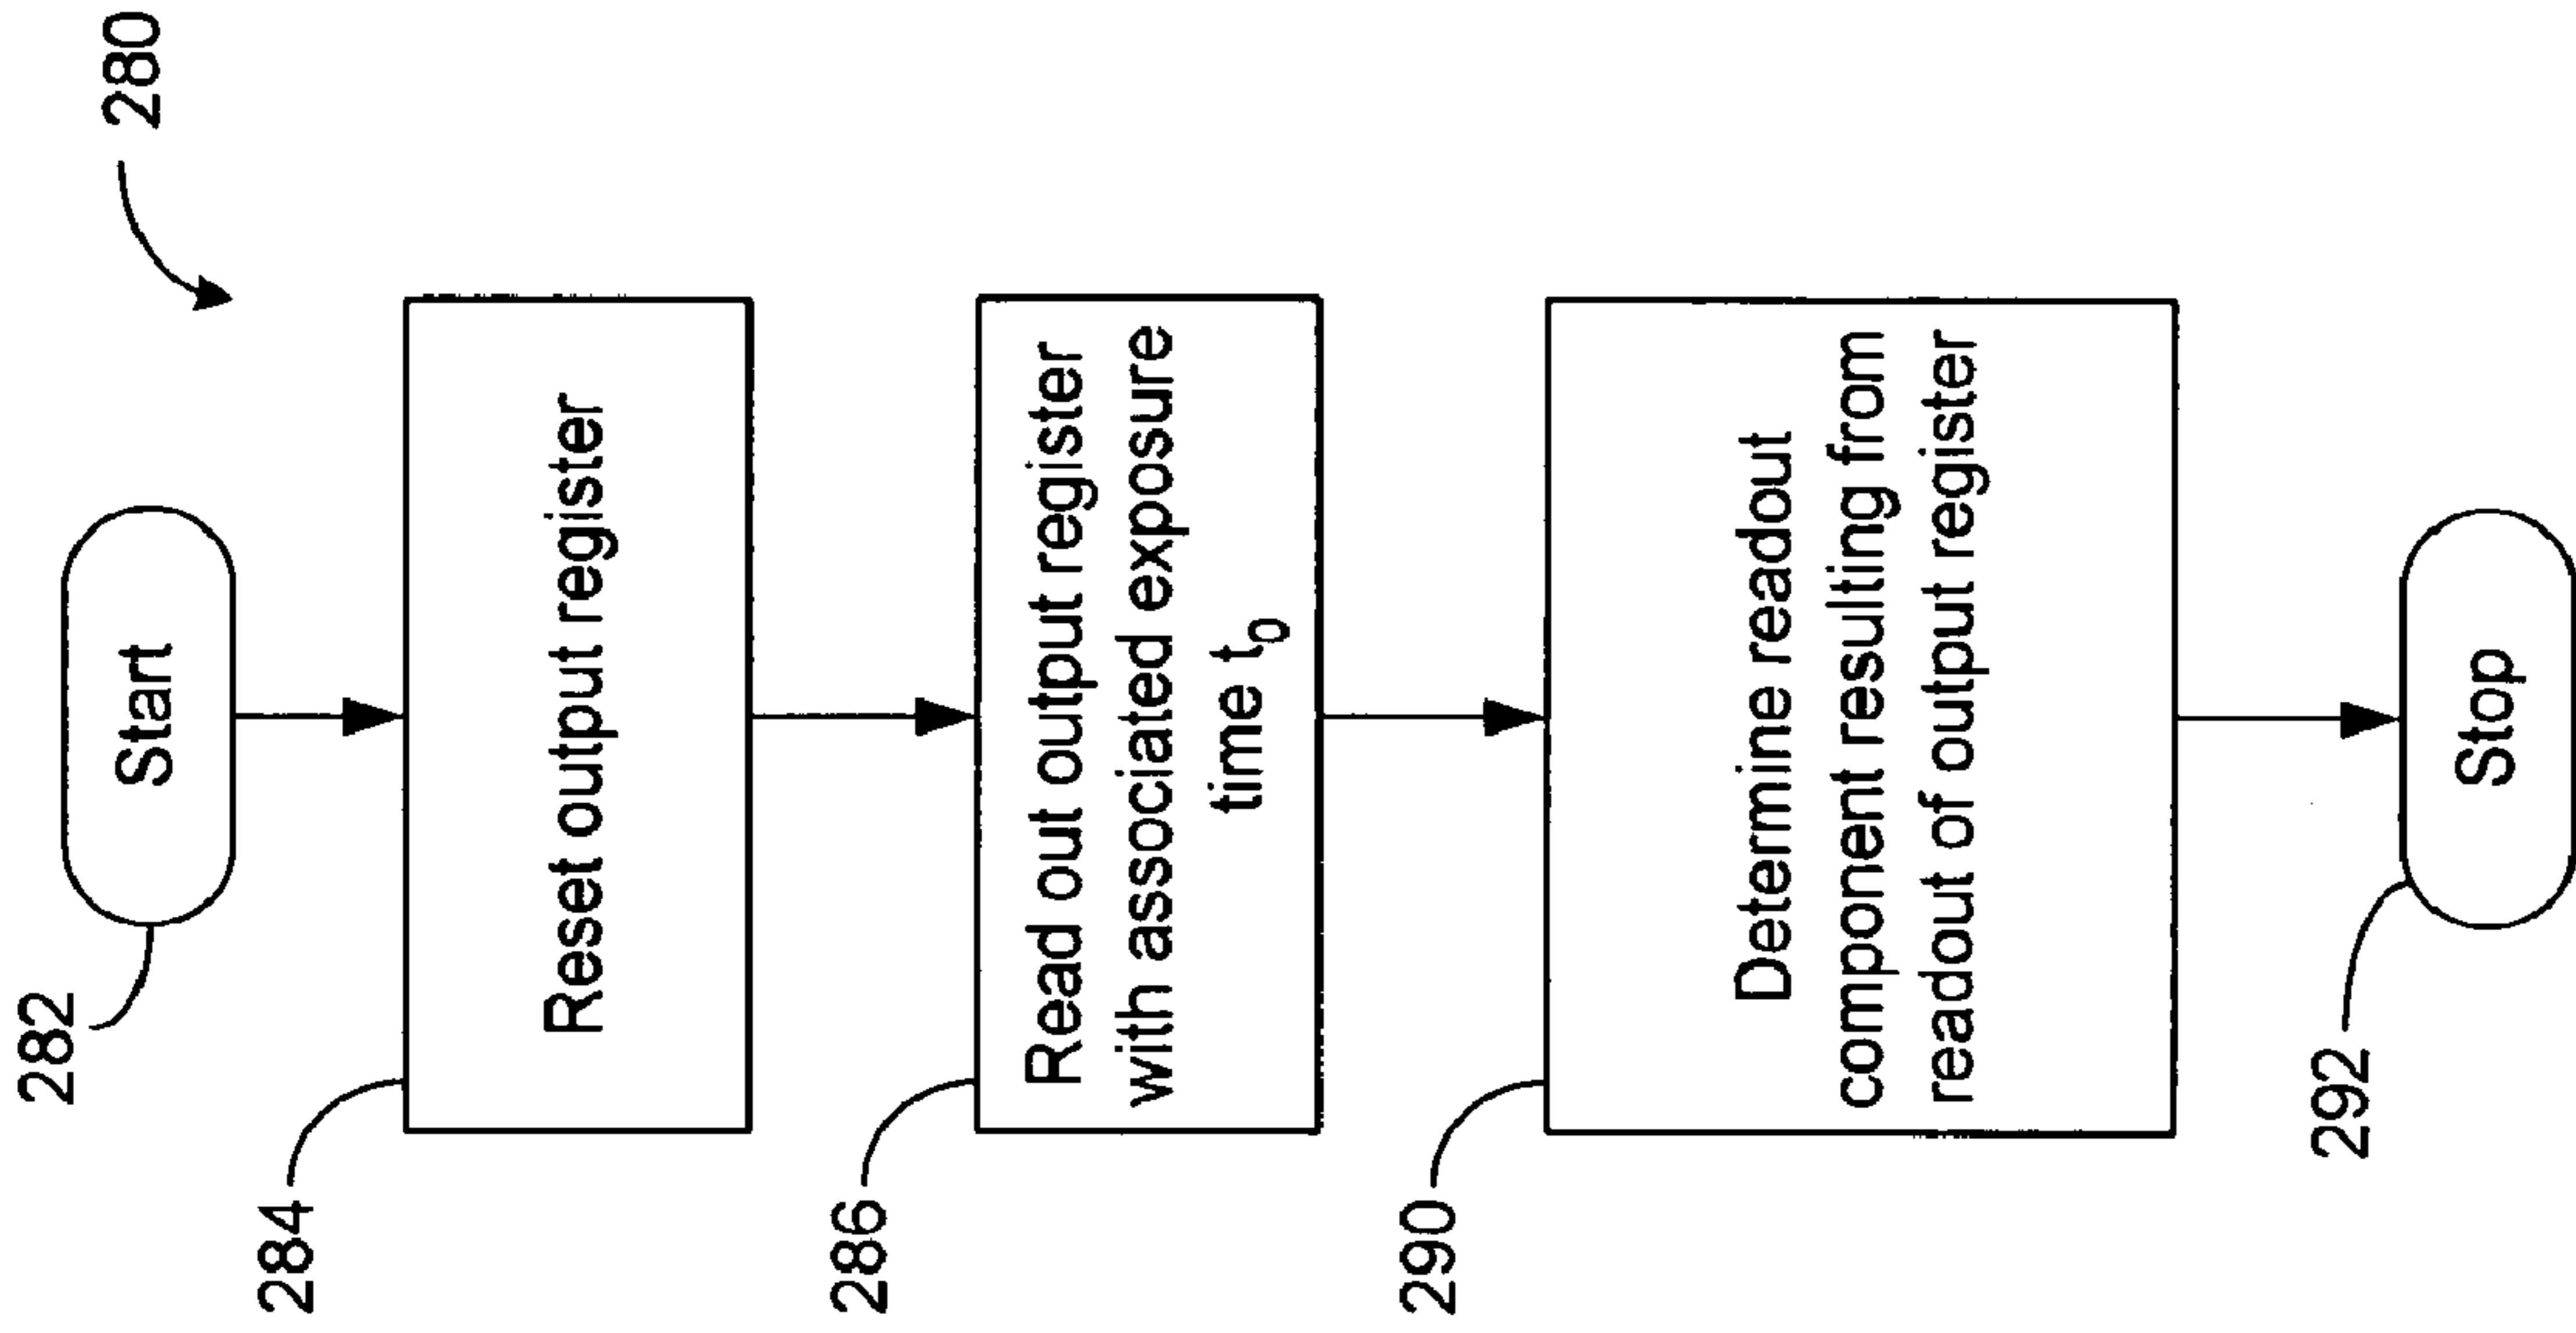 280
282
Start
284
Reset output register
286
Read out output register
with associated exposure
time t₀
290
Determine readout
component resulting from
readout of output register
292
Stop